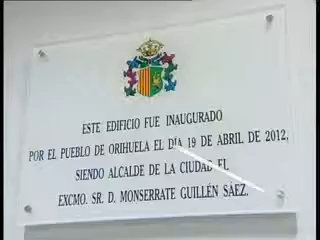 ESTE EDIFICIO FUE INAUGURADO
POR EL PUEBLO DE ORIHUELA EL DÍA 19 DE ABRIL DE 2012,
SIENDO ALCALDE DE LA CIUDAD EL
EXCMO. SR. D. MONSERRATE GUILLÉN SÁEZ.